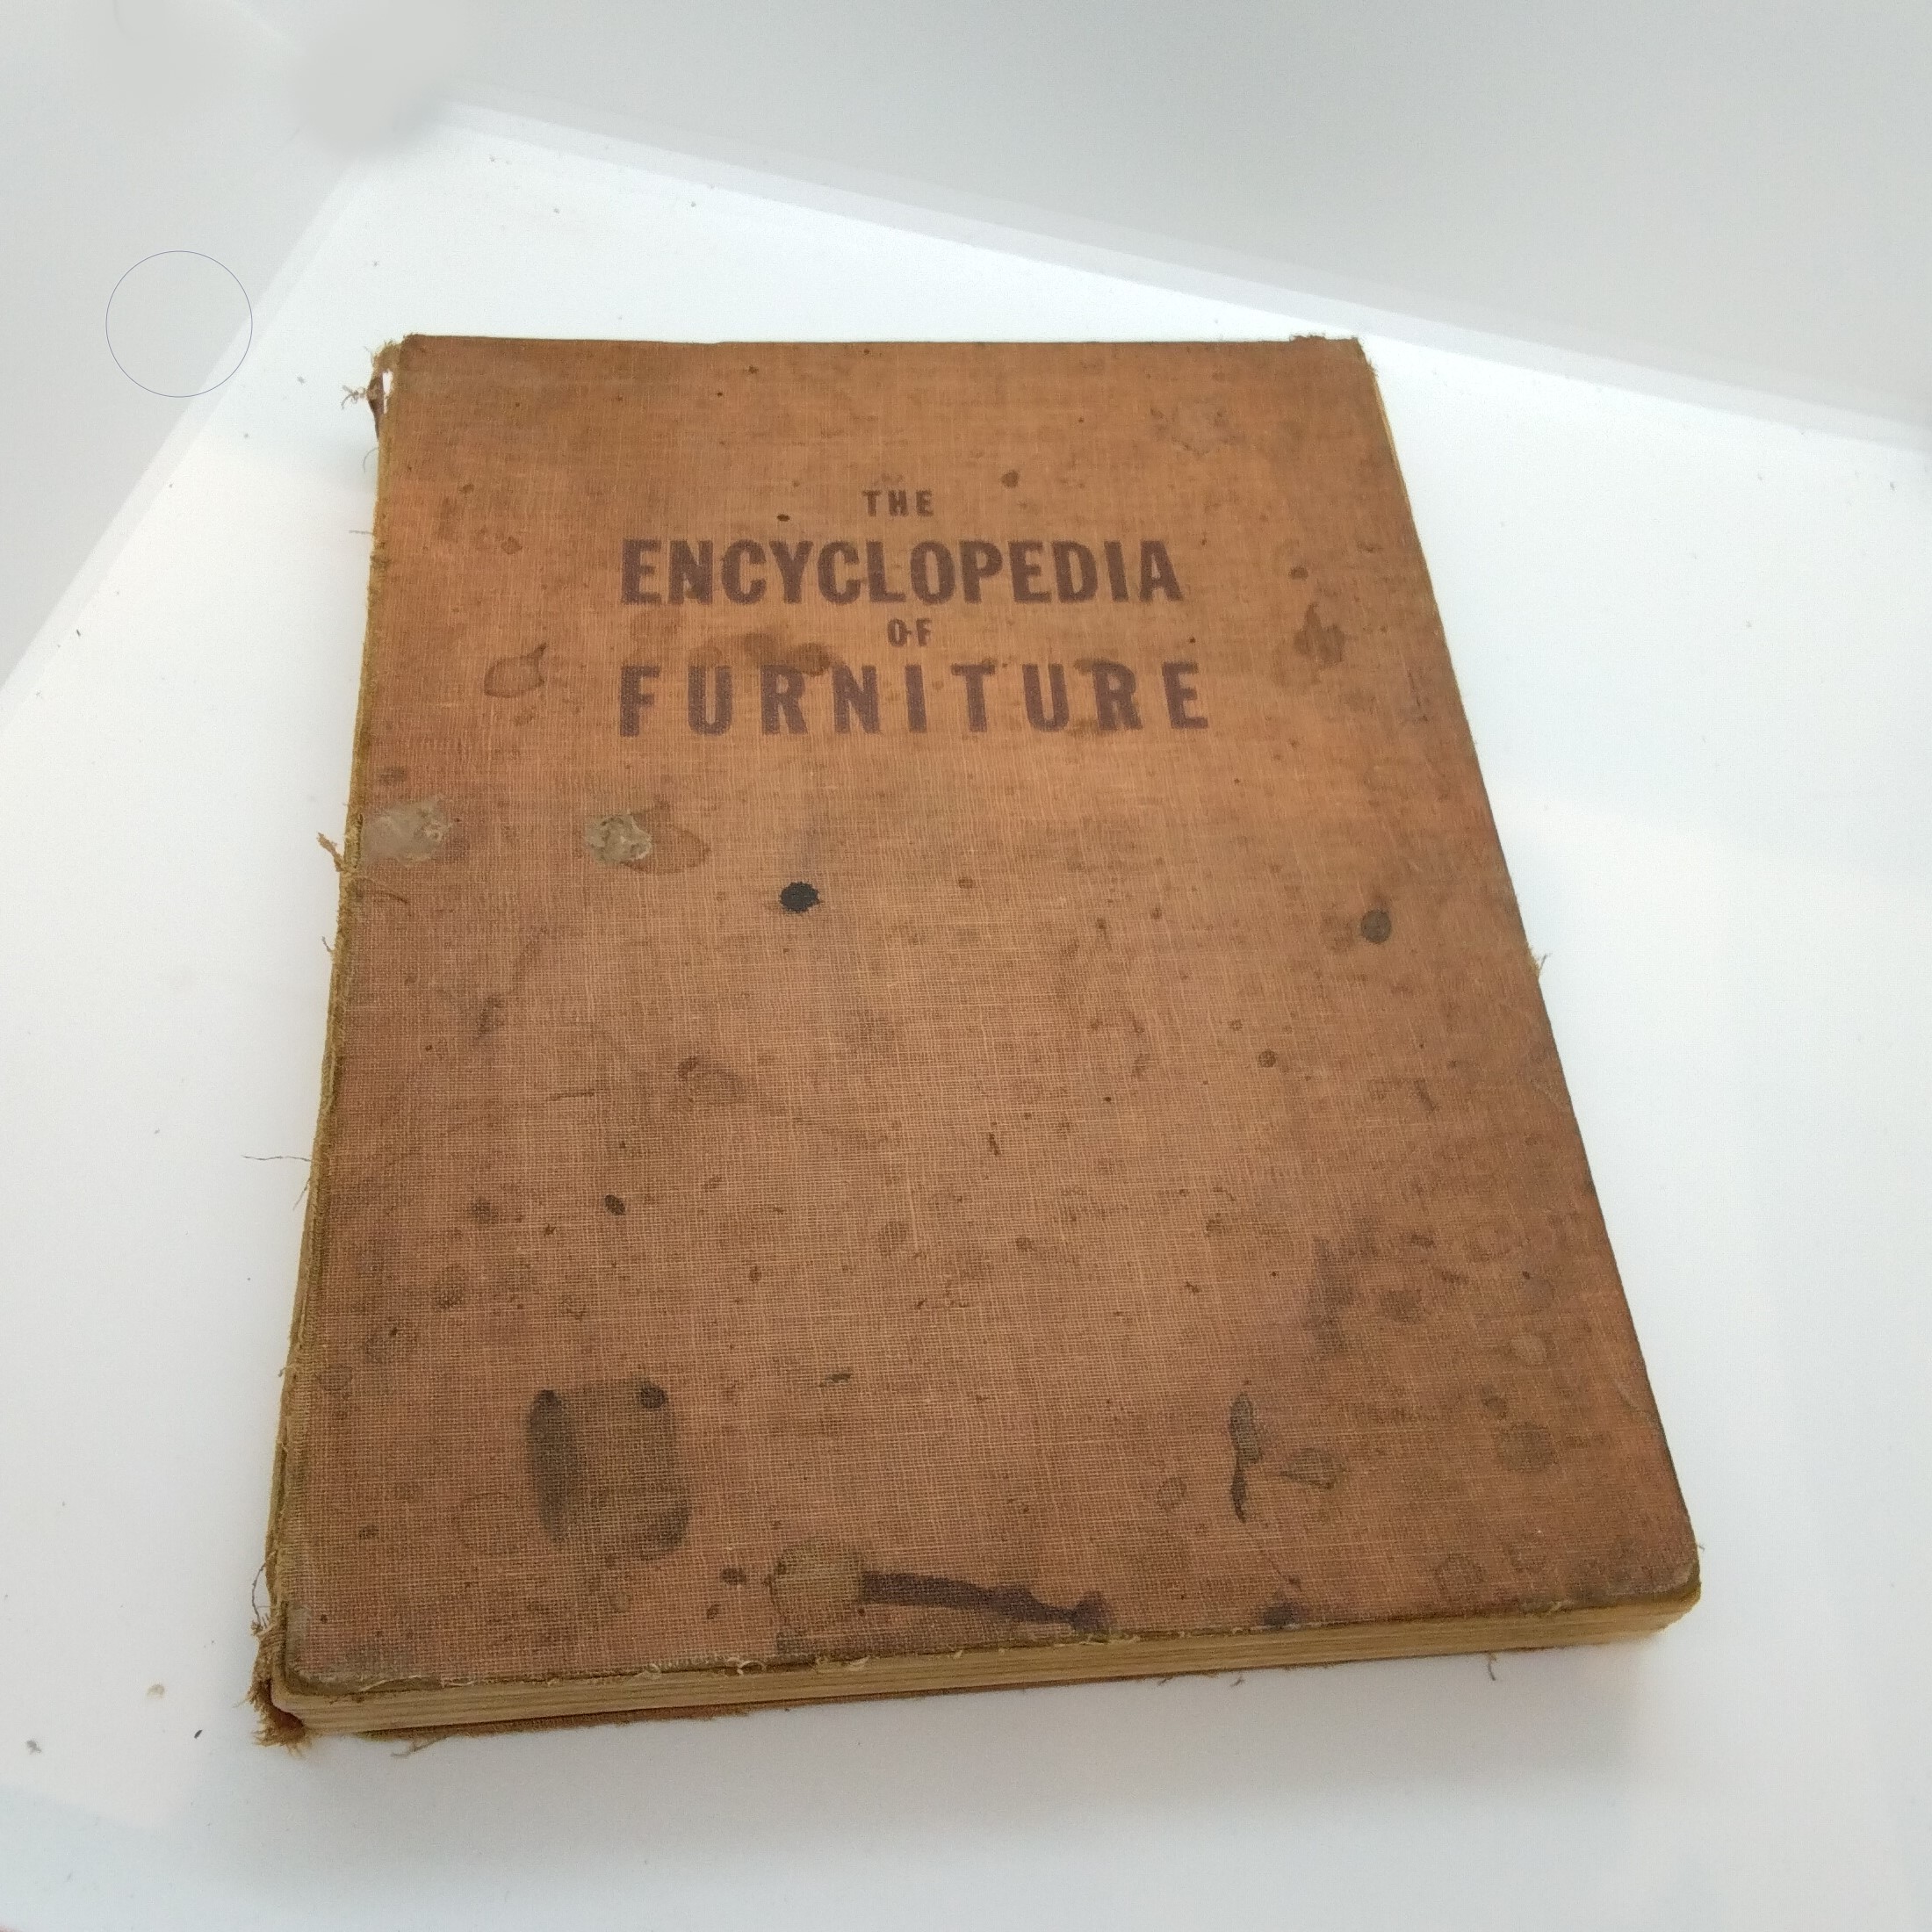 THE
ENCYCLOPEDIA
OF
FURNITURE